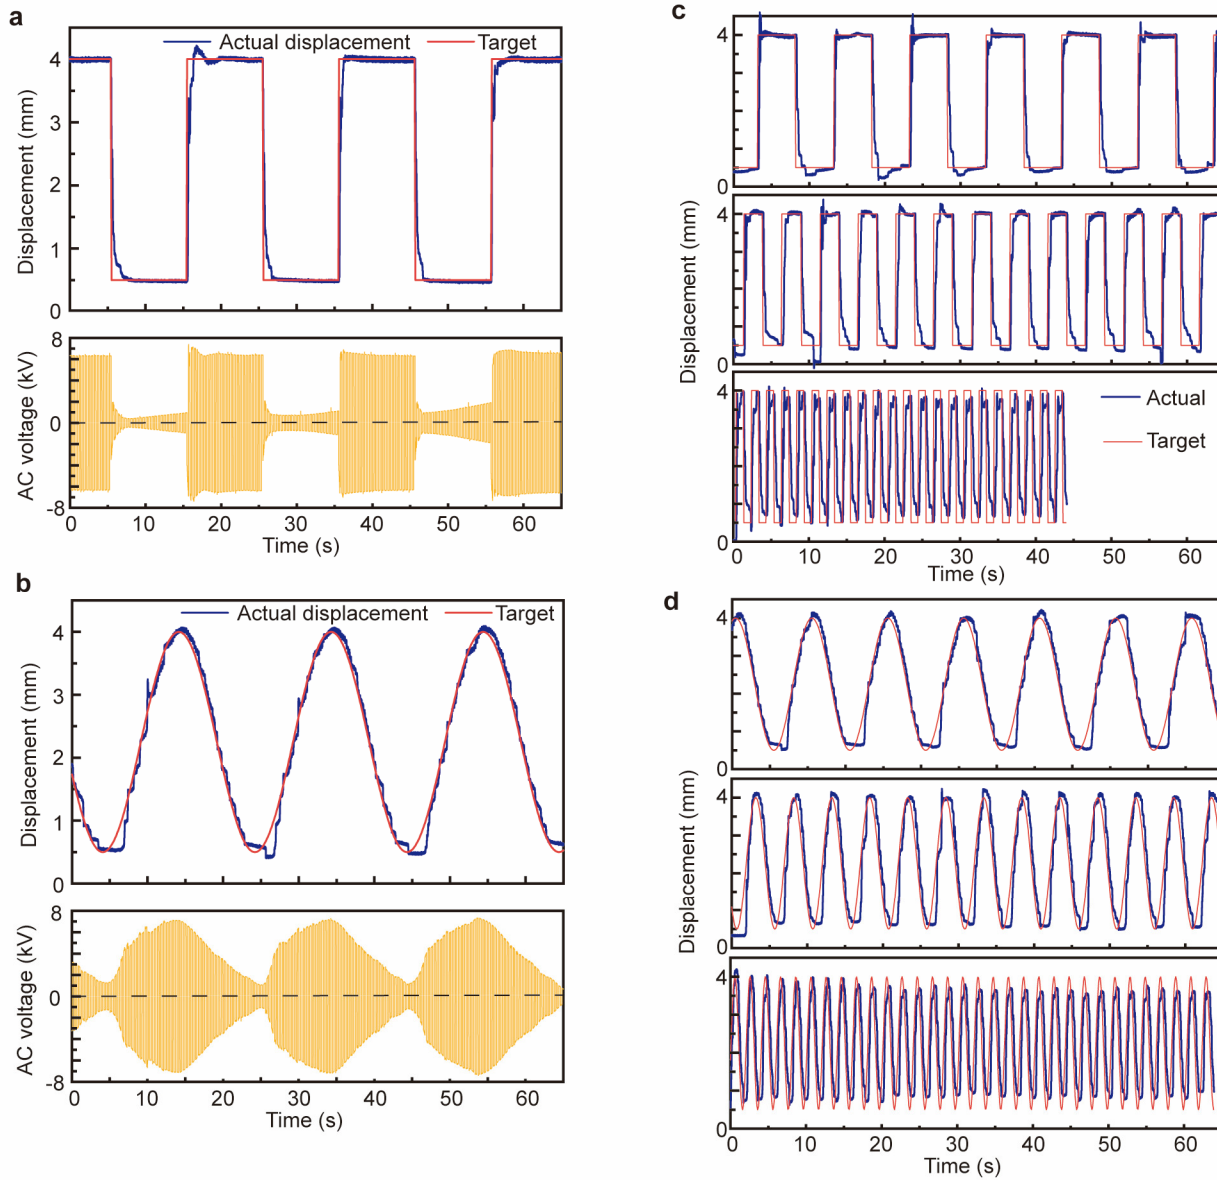 a
Actual displacement
Target
Displacement (mm)
4
3
2
1
0
AC voltage (kV)
8
0
-8
0 10 20 30 40 50 60
Time (s)
b
Actual displacement
Target
Displacement (mm)
4
3
2
1
0
AC voltage (kV)
8
0
-8
0 10 20 30 40 50 60
Time (s)
c
Displacement (mm)
4
0
4
0
4
0
Actual
Target
0 10 20 30 40 50 60
Time (s)
d
Displacement (mm)
4
0
4
0
4
0
0 10 20 30 40 50 60
Time (s)